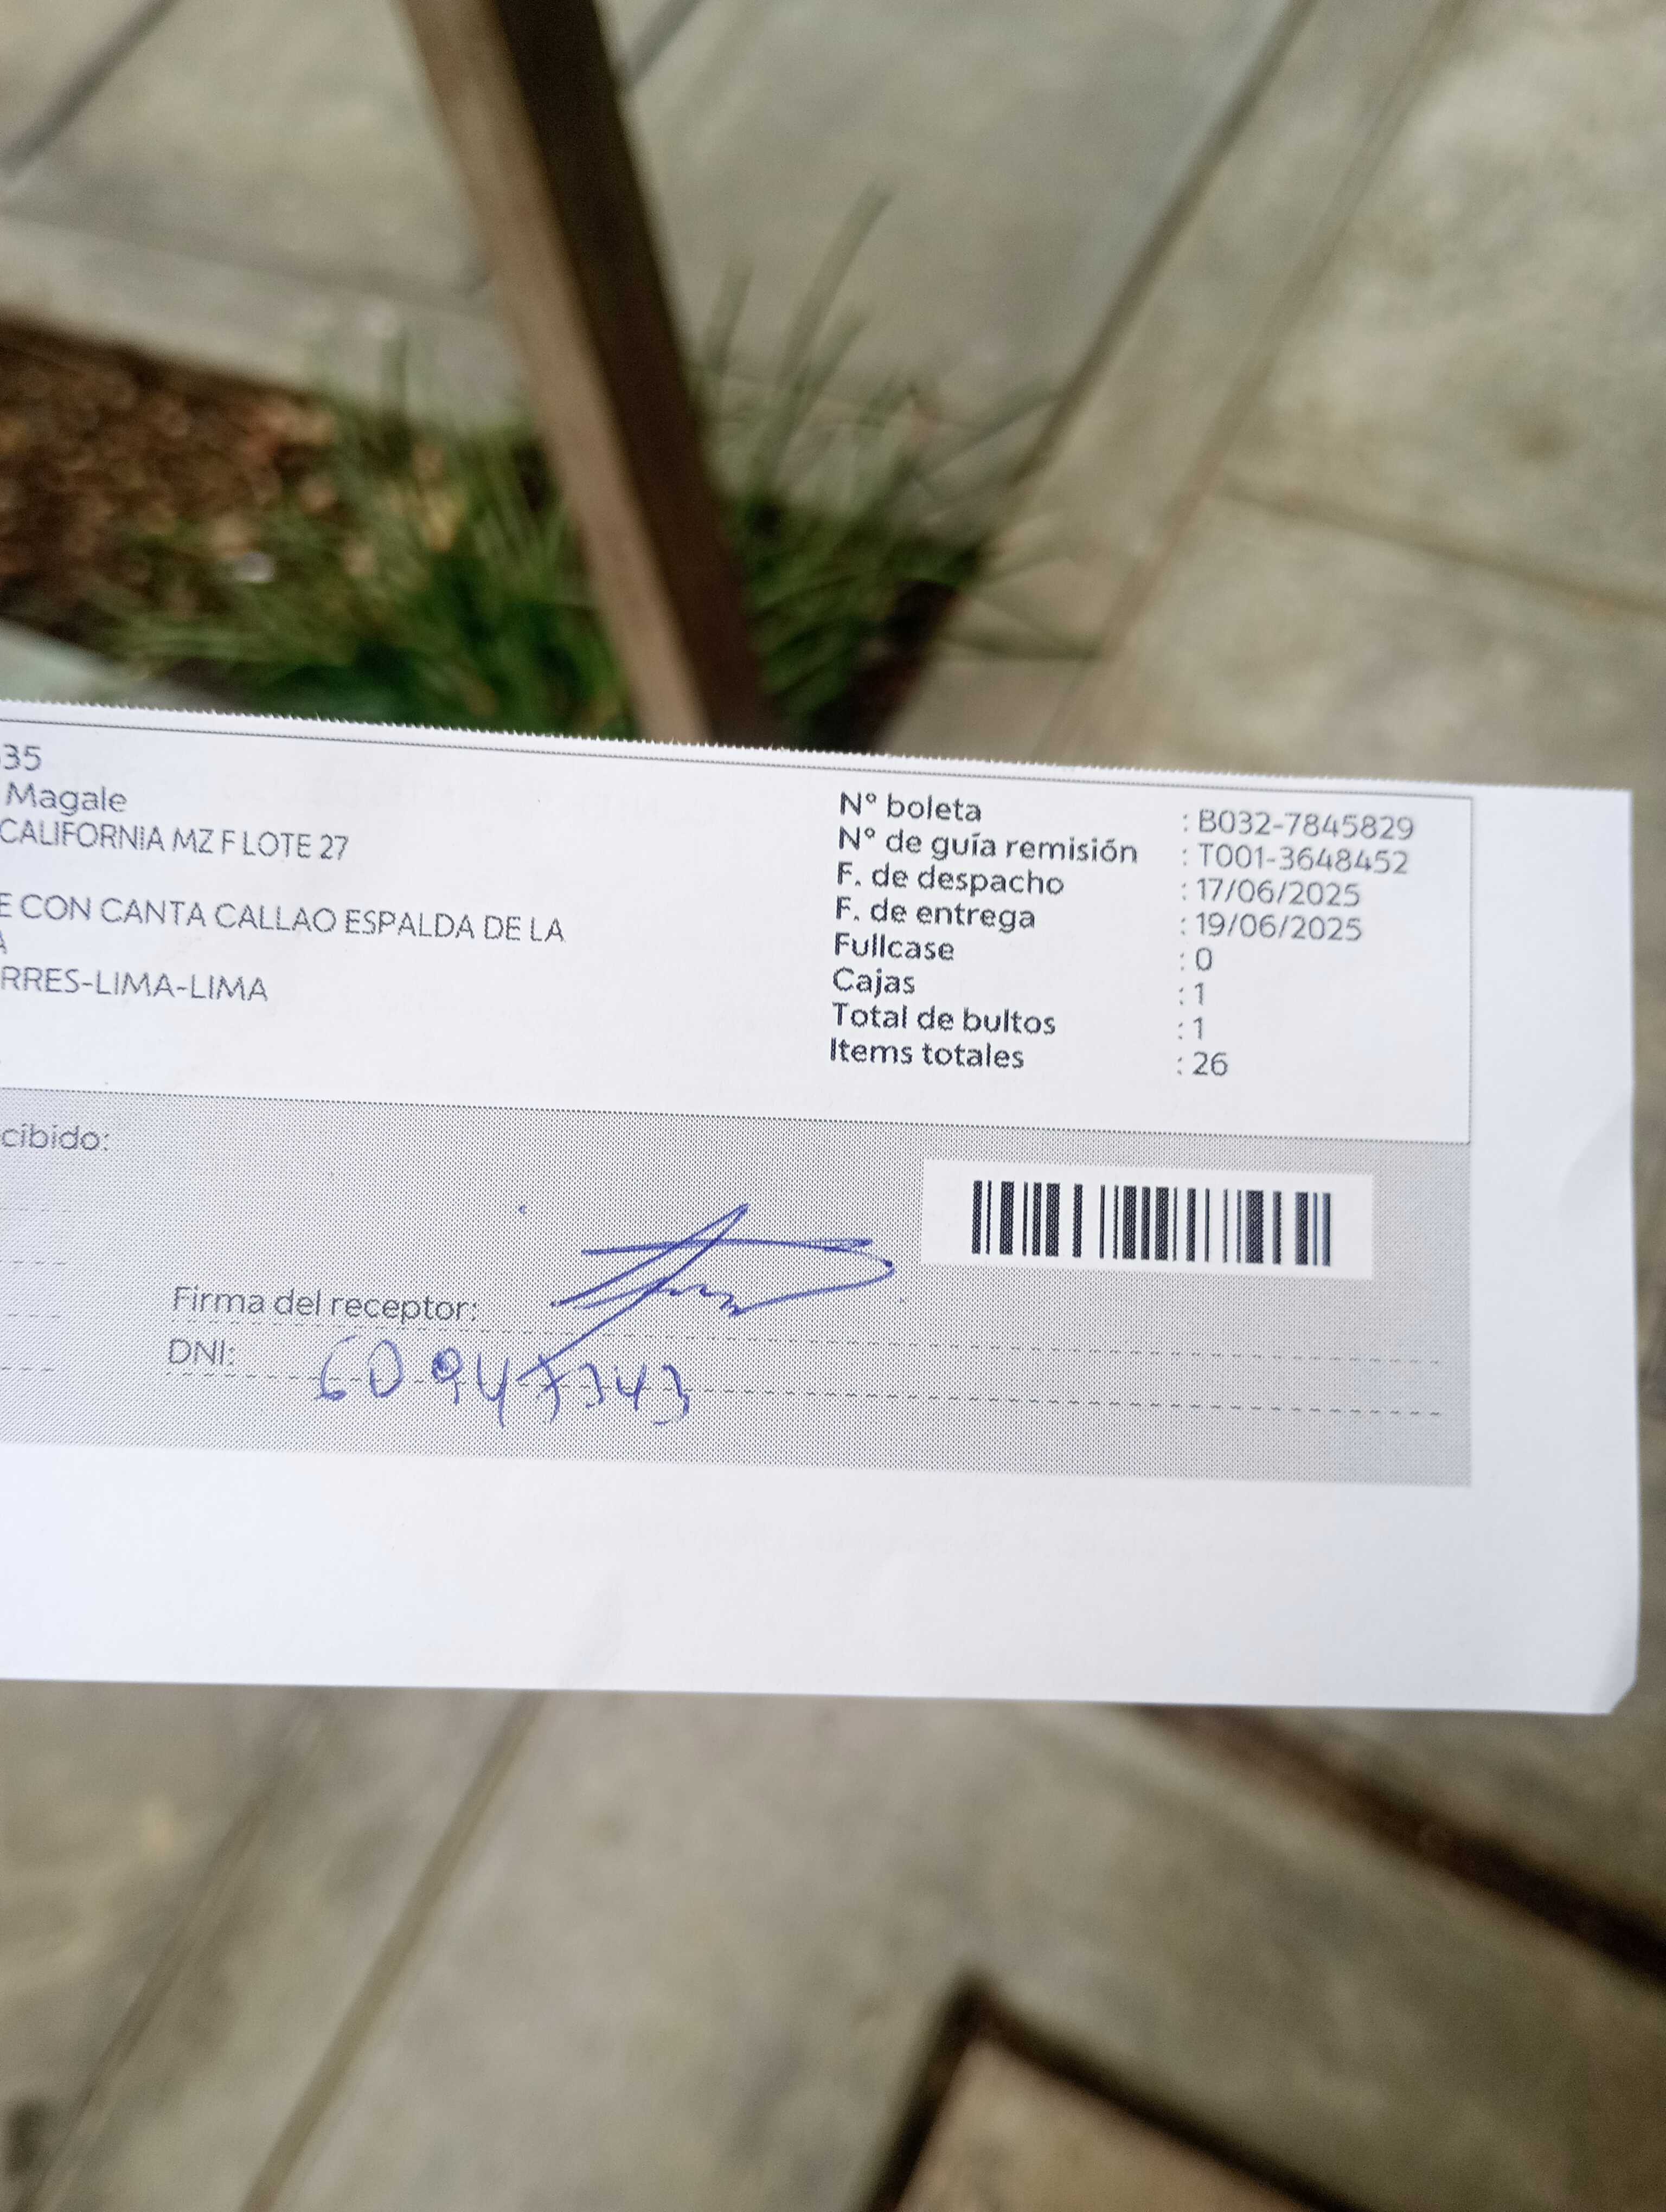 35
Magale
CALIFORNIA MZ F LOTE 27
E CON CANTA CALLAO ESPALDA DE LA
A
RRES-LIMA-LIMA
N° boleta : B032-7845829
N° de guía remisión : T001-3648452
F. de despacho : 17/06/2025
F. de entrega : 19/06/2025
Fullcase : 0
Cajas : 1
Total de bultos : 1
Items totales : 26
cibido:
Firma del receptor:
DNI: 60947343